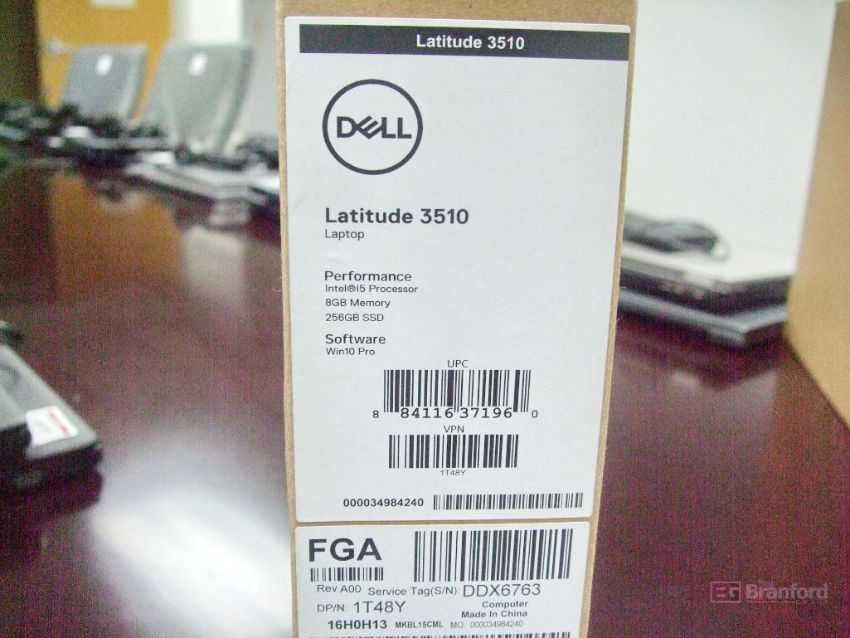 Latitude 3510
DELL
Latitude 3510
Laptop
Performance
Intel®I5 Processor
8GB Memory
256GB SSD
Software
Win10 Pro
UPC
8 84116 37196 0
VPN
1T48Y
000034984240
FGA
Rev A00 Service Tag(S/N): DDX6763
DP/N: 1T48Y Computer
Made In China
16H0H13 MKBL15CML MO 000034984240
The Branford